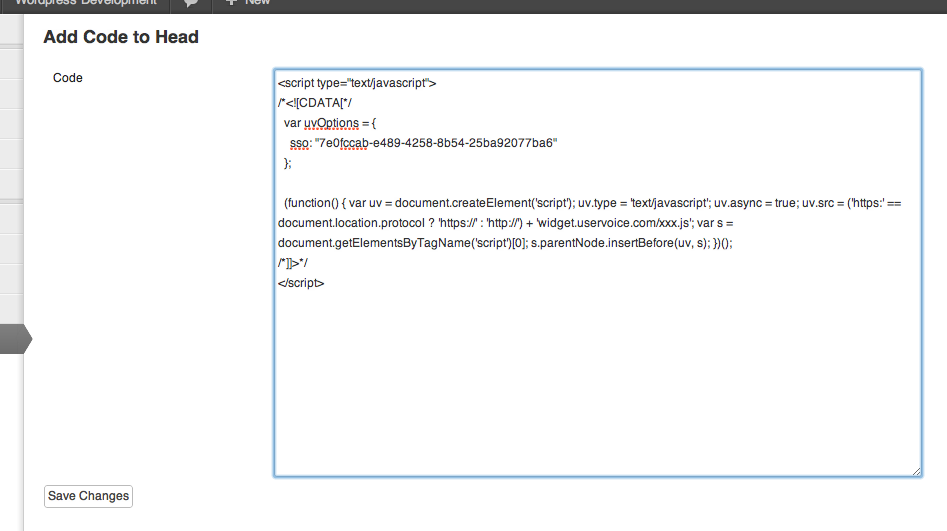 Wordpress Development
New
Add Code to Head
Code
<script type="text/javascript">
/*<![CDATA[*/
var uvOptions = {
sso: "7e0fccab-e489-4258-8b54-25ba92077ba6"
};
(function() { var uv = document.createElement('script'); uv.type = 'text/javascript'; uv.async = true; uv.src = ('https:' ==
document.location.protocol ? 'https://' : 'http://') + 'widget.uservoice.com/xxx.js'; var s =
document.getElementsByTagName('script')[0]; s.parentNode.insertBefore(uv, s); })();
/*]]>*/
</script>
Save Changes